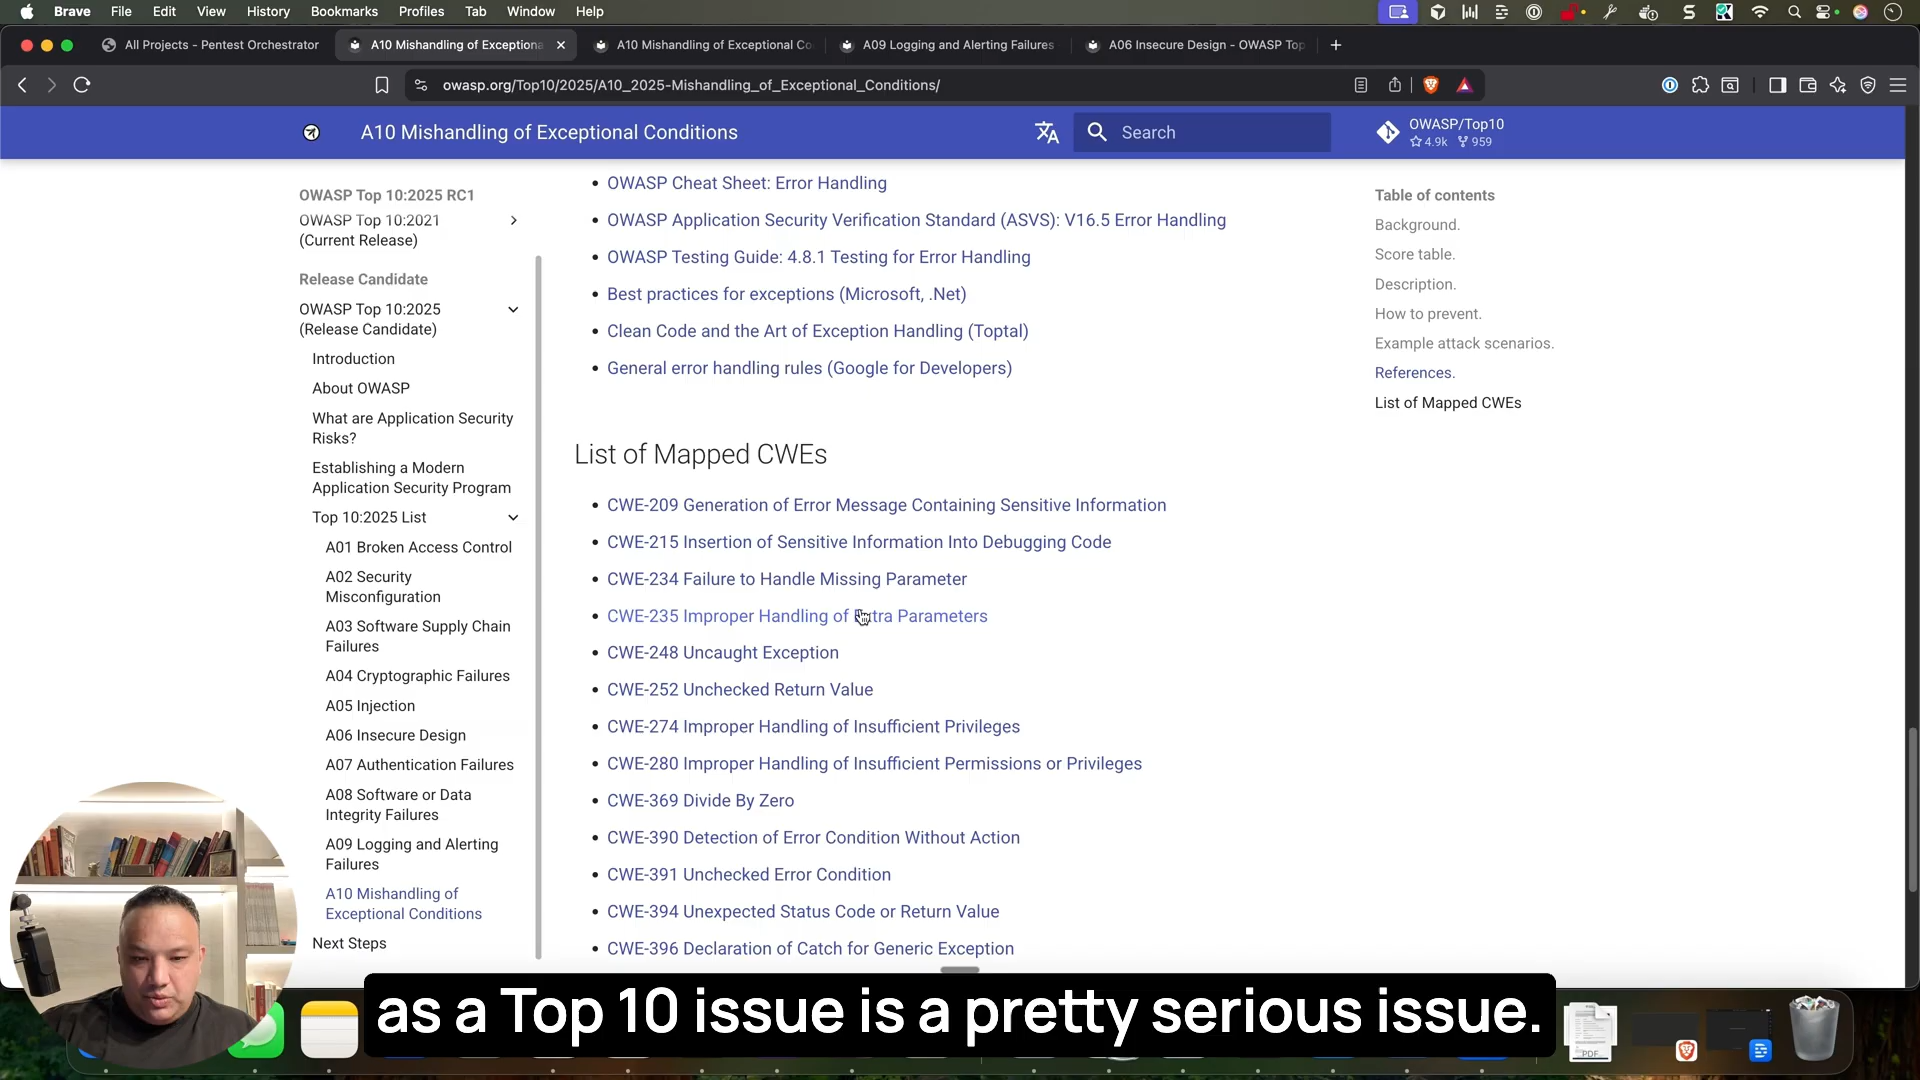 Brave File Edit View History Bookmarks Profiles Tab Window Help
All Projects - Pentest Orchestrator
A10 Mishandling of Exceptiona
A10 Mishandling of Exceptional Co
A09 Logging and Alerting Failures
A06 Insecure Design - OWASP Top
owasp.org/Top10/2025/A10_2025-Mishandling_of_Exceptional_Conditions/
A10 Mishandling of Exceptional Conditions
Search
OWASP/Top10
4.9k 959
OWASP Top 10:2025 RC1
OWASP Top 10:2021
(Current Release)
Release Candidate
OWASP Top 10:2025
(Release Candidate)
Introduction
About OWASP
What are Application Security
Risks?
Establishing a Modern
Application Security Program
Top 10:2025 List
A01 Broken Access Control
A02 Security
Misconfiguration
A03 Software Supply Chain
Failures
A04 Cryptographic Failures
A05 Injection
A06 Insecure Design
A07 Authentication Failures
A08 Software or Data
Integrity Failures
A09 Logging and Alerting
Failures
A10 Mishandling of
Exceptional Conditions
Next Steps
OWASP Cheat Sheet: Error Handling
OWASP Application Security Verification Standard (ASVS): V16.5 Error Handling
OWASP Testing Guide: 4.8.1 Testing for Error Handling
Best practices for exceptions (Microsoft, .Net)
Clean Code and the Art of Exception Handling (Toptal)
General error handling rules (Google for Developers)
List of Mapped CWEs
CWE-209 Generation of Error Message Containing Sensitive Information
CWE-215 Insertion of Sensitive Information Into Debugging Code
CWE-234 Failure to Handle Missing Parameter
CWE-235 Improper Handling of Extra Parameters
CWE-248 Uncaught Exception
CWE-252 Unchecked Return Value
CWE-274 Improper Handling of Insufficient Privileges
CWE-280 Improper Handling of Insufficient Permissions or Privileges
CWE-369 Divide By Zero
CWE-390 Detection of Error Condition Without Action
CWE-391 Unchecked Error Condition
CWE-394 Unexpected Status Code or Return Value
CWE-396 Declaration of Catch for Generic Exception
Table of contents
Background.
Score table.
Description.
How to prevent.
Example attack scenarios.
References.
List of Mapped CWEs
as a Top 10 issue is a pretty serious issue.
PDF